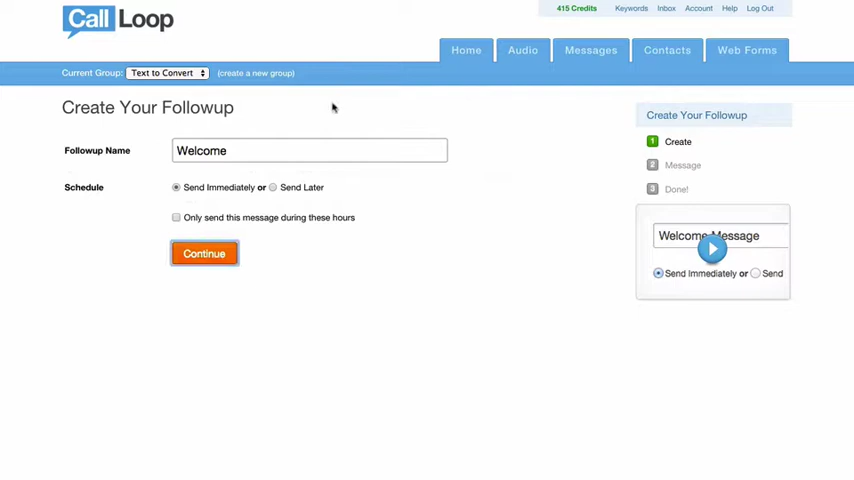 Call Loop
415 Credits Keywords Inbox Account Help Log Out
Home Audio Messages Contacts Web Forms
Current Group: Text to Convert (create a new group)
Create Your Followup
Followup Name Welcome
Schedule Send Immediately or Send Later
Only send this message during these hours
Continue
Create Your Followup
1 Create
2 Message
3 Done!
Welcome Message
Send Immediately or Send